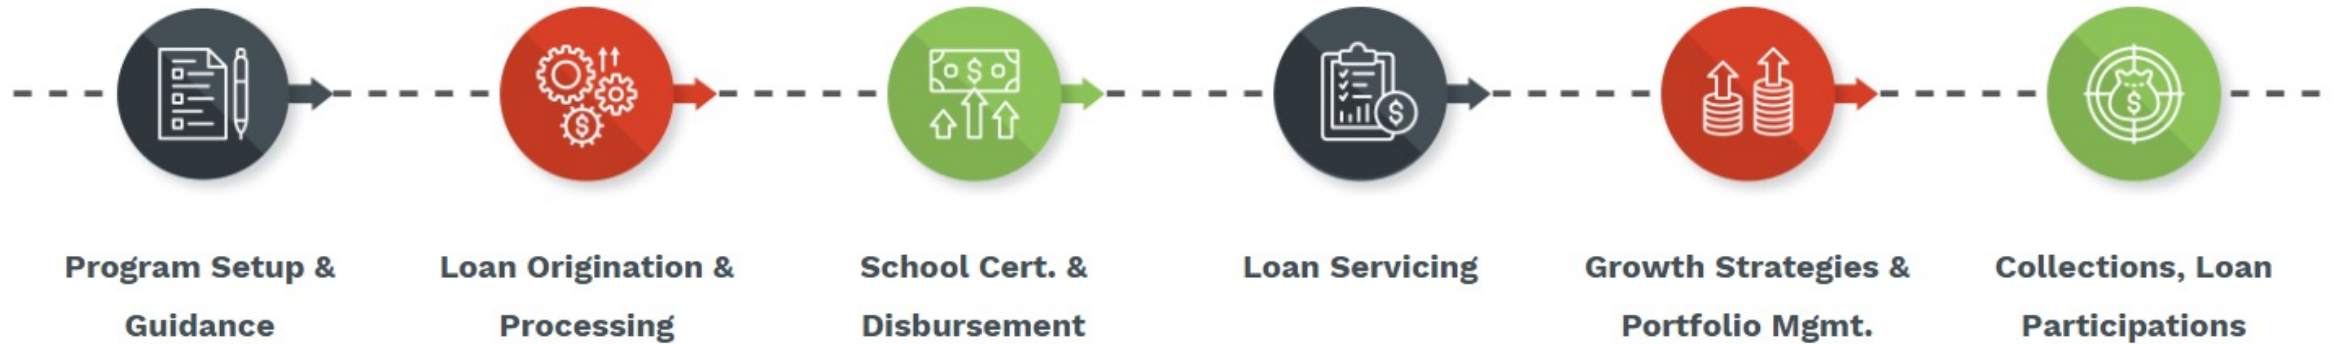 Program Setup &
Guidance
Loan Origination &
Processing
School Cert. &
Disbursement
Loan Servicing
Growth Strategies &
Portfolio Mgmt.
Collections, Loan
Participations